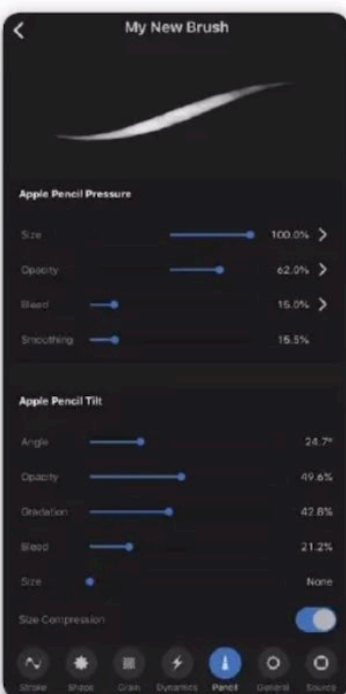 My New Brush
Apple Pencil Pressure
Size 100.0%
Opacity 62.0%
Bleed 15.0%
Smoothing 15.5%
Apple Pencil Tilt
Angle 24.7°
Opacity 49.6%
Gradation 42.8%
Bleed 21.2%
Size None
Size Compression
Stroke Shape Grain Dynamics Pencil General Source